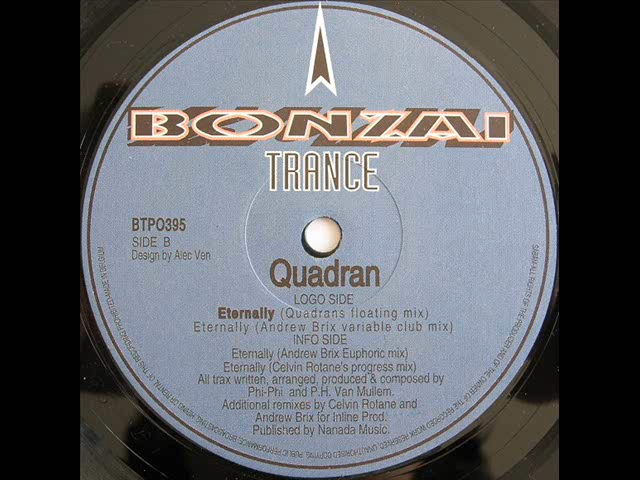 BONZAI
TRANCE
BTPO395
SIDE B
Design by Alec Ven
Quadran
LOGO SIDE
Eternally (Quadrans floating mix)
Eternally (Andrew Brix variable club mix)
INFO SIDE
Eternally (Andrew Brix Euphoric mix)
Eternally (Celvin Rotane's progress mix)
All trax written, arranged, produced & composed by
Phi-Phi and P.H. Van Mullem.
Additional remixes by Celvin Rotane and
Andrew Brix for Inline Prod.
Published by Nanada Music.